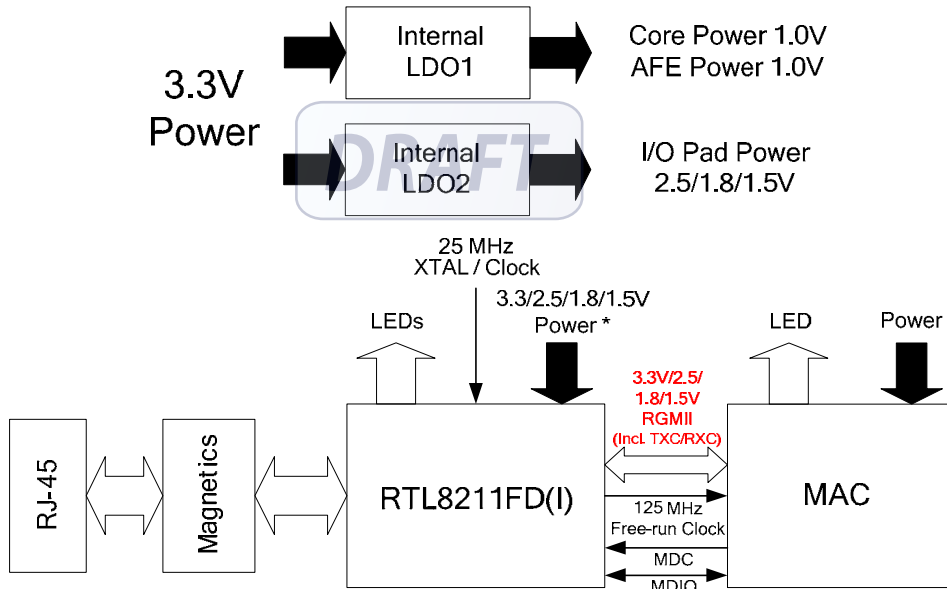 Internal
LDO1
Core Power 1.0V
AFE Power 1.0V
3.3V
Power
DRAFT
Internal
LDO2
I/O Pad Power
2.5/1.8/1.5V
25 MHz
XTAL / Clock
3.3/2.5/1.8/1.5V
Power *
LEDs
LED
Power
3.3V/2.5/
1.8/1.5V
RGMII
(Incl. TXC/RXC)
RJ-45
Magnetics
RTL8211FD(I)
MAC
125 MHz
Free-run Clock
MDC
MDIO